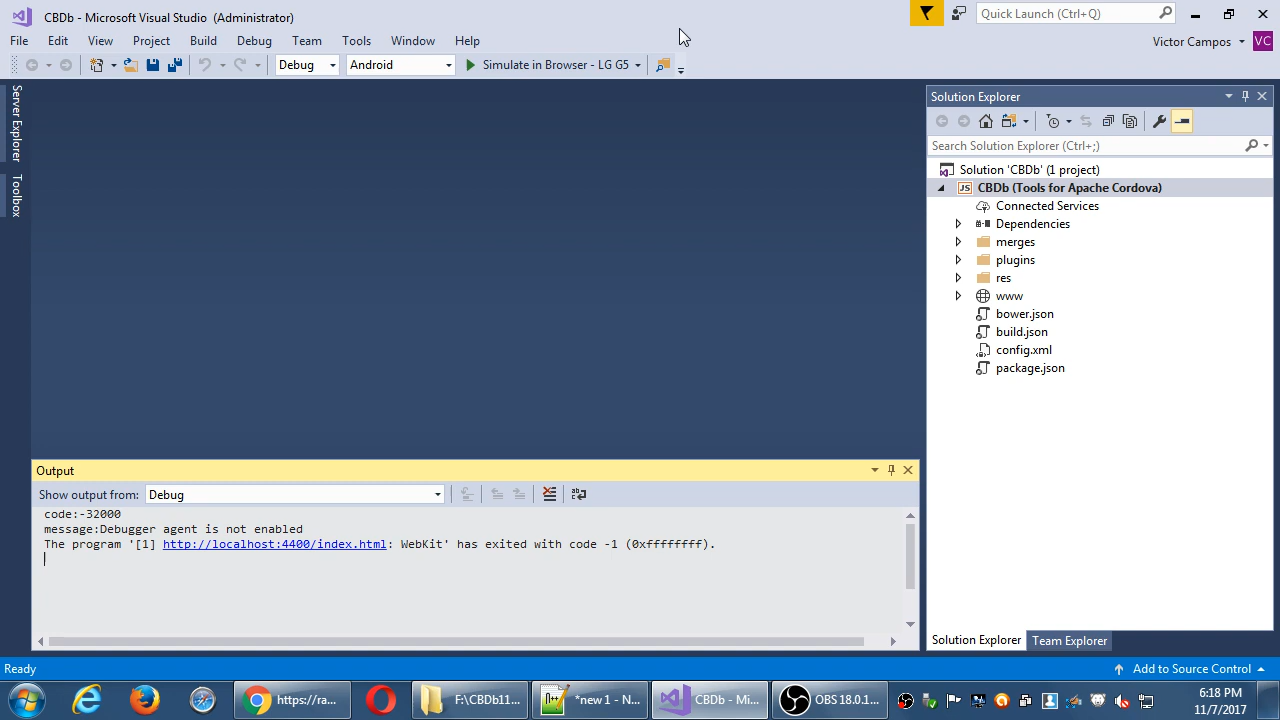 CBDb - Microsoft Visual Studio (Administrator)
Quick Launch (Ctrl+Q)
File Edit View Project Build Debug Team Tools Window Help
Victor Campos VC
Debug Android Simulate in Browser - LG G5
Server Explorer
Toolbox
Solution Explorer
Search Solution Explorer (Ctrl+;)
Solution 'CBDb' (1 project)
JS CBDb (Tools for Apache Cordova)
Connected Services
Dependencies
merges
plugins
res
www
bower.json
build.json
config.xml
package.json
Output
Show output from: Debug
code:-32000
message:Debugger agent is not enabled
The program '[1] http://localhost:4400/index.html: WebKit' has exited with code -1 (0xffffffff).
Solution Explorer Team Explorer
Ready
Add to Source Control
https://ra... F:\CBDb11... *new 1 - N... CBDb - Mi... OBS 18.0.1...
6:18 PM
11/7/2017